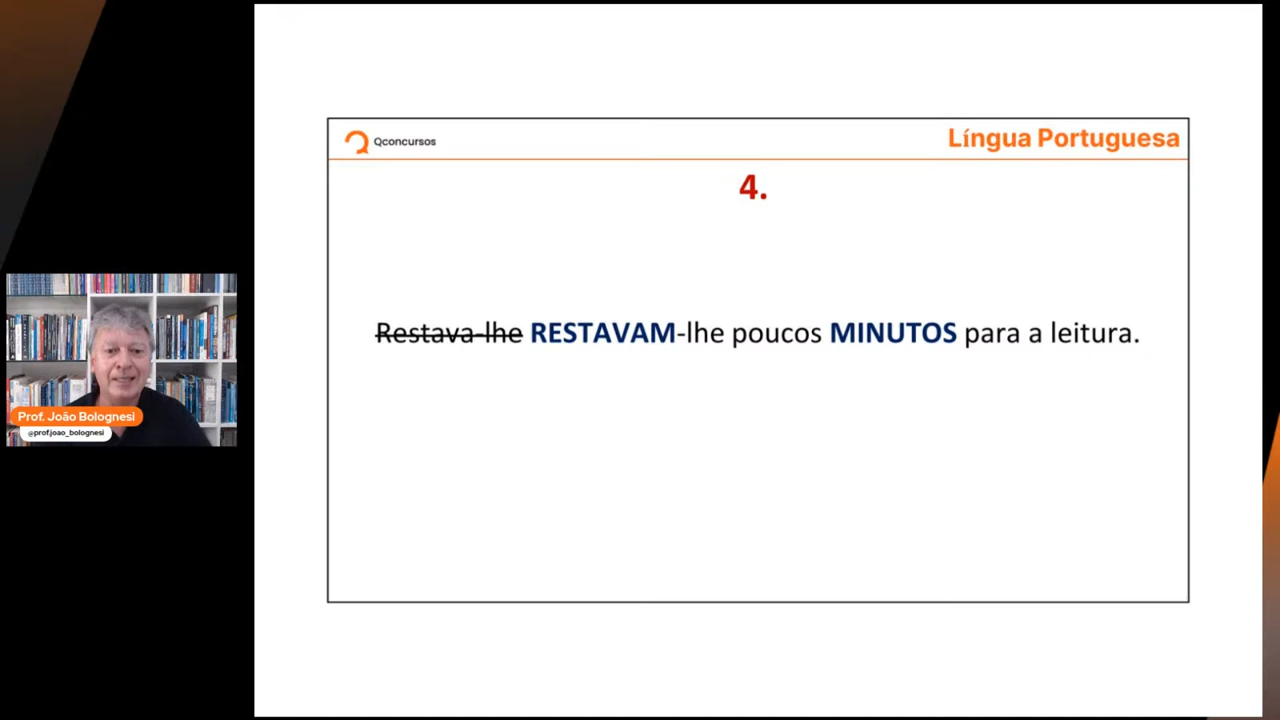 Qconcursos
Língua Portuguesa
4.
Restava-lhe RESTAVAM-lhe poucos MINUTOS para a leitura.
Prof. João Bolognesi
@prof.joao_bolognesi